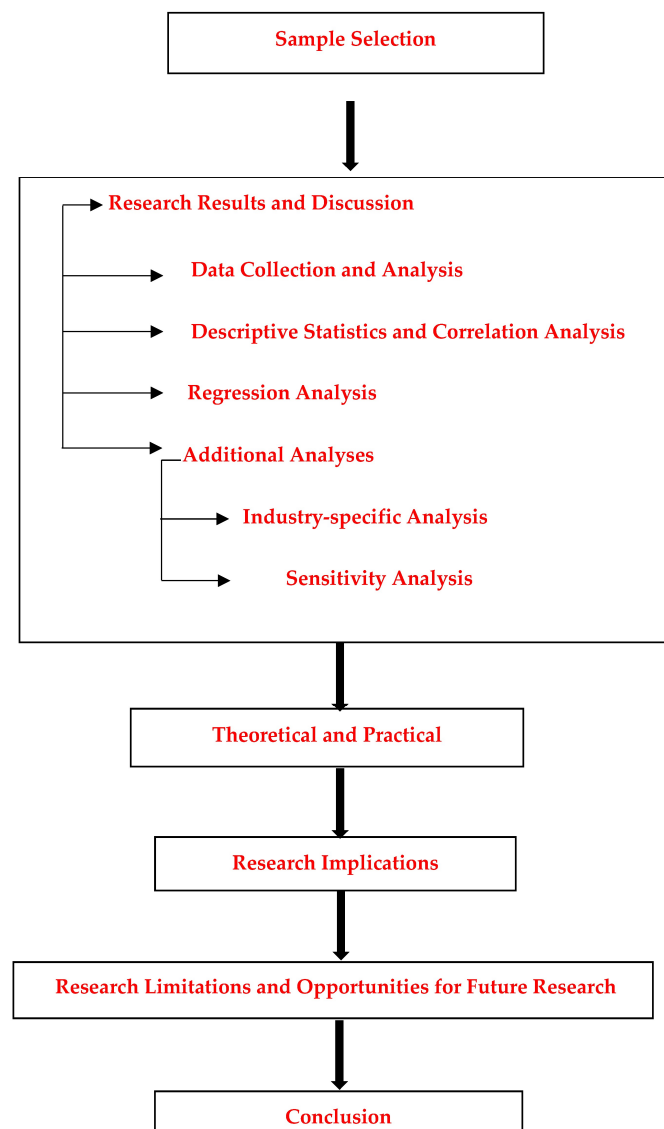 Sample Selection
Research Results and Discussion
Data Collection and Analysis
Descriptive Statistics and Correlation Analysis
Regression Analysis
Additional Analyses
Industry-specific Analysis
Sensitivity Analysis
Theoretical and Practical
Research Implications
Research Limitations and Opportunities for Future Research
Conclusion